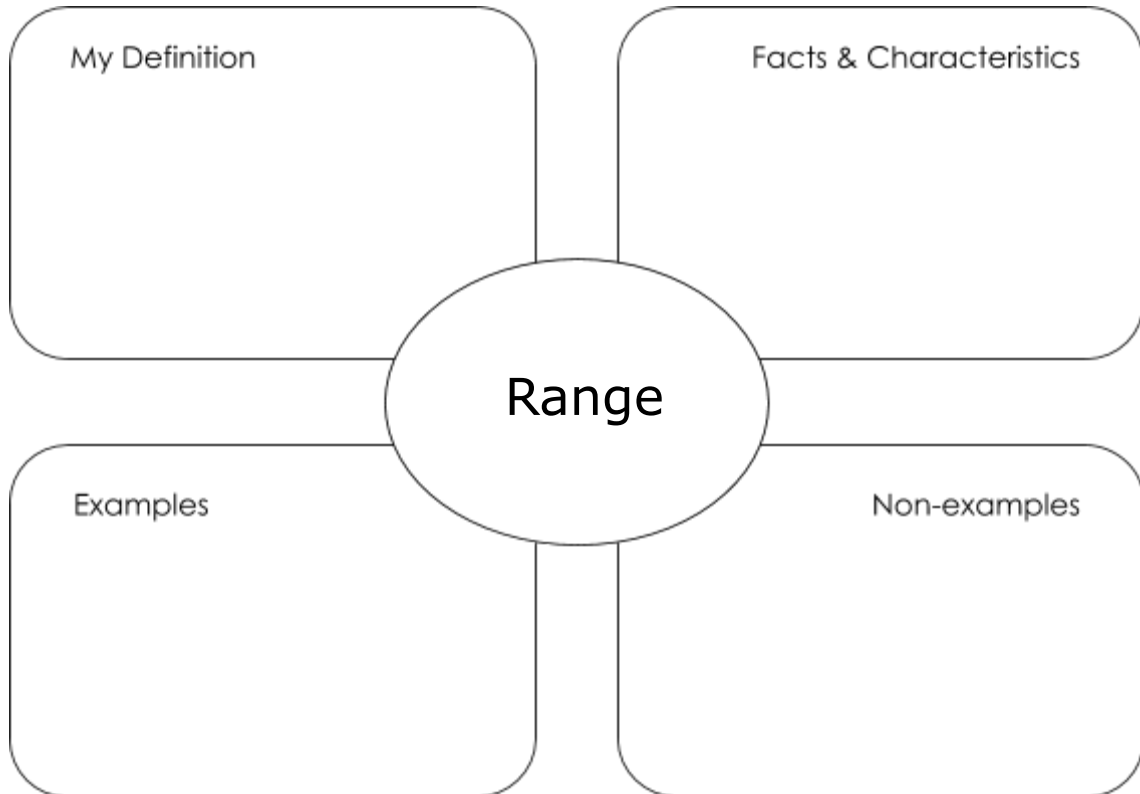 My Definition
Facts & Characteristics
Range
Examples
Non-examples